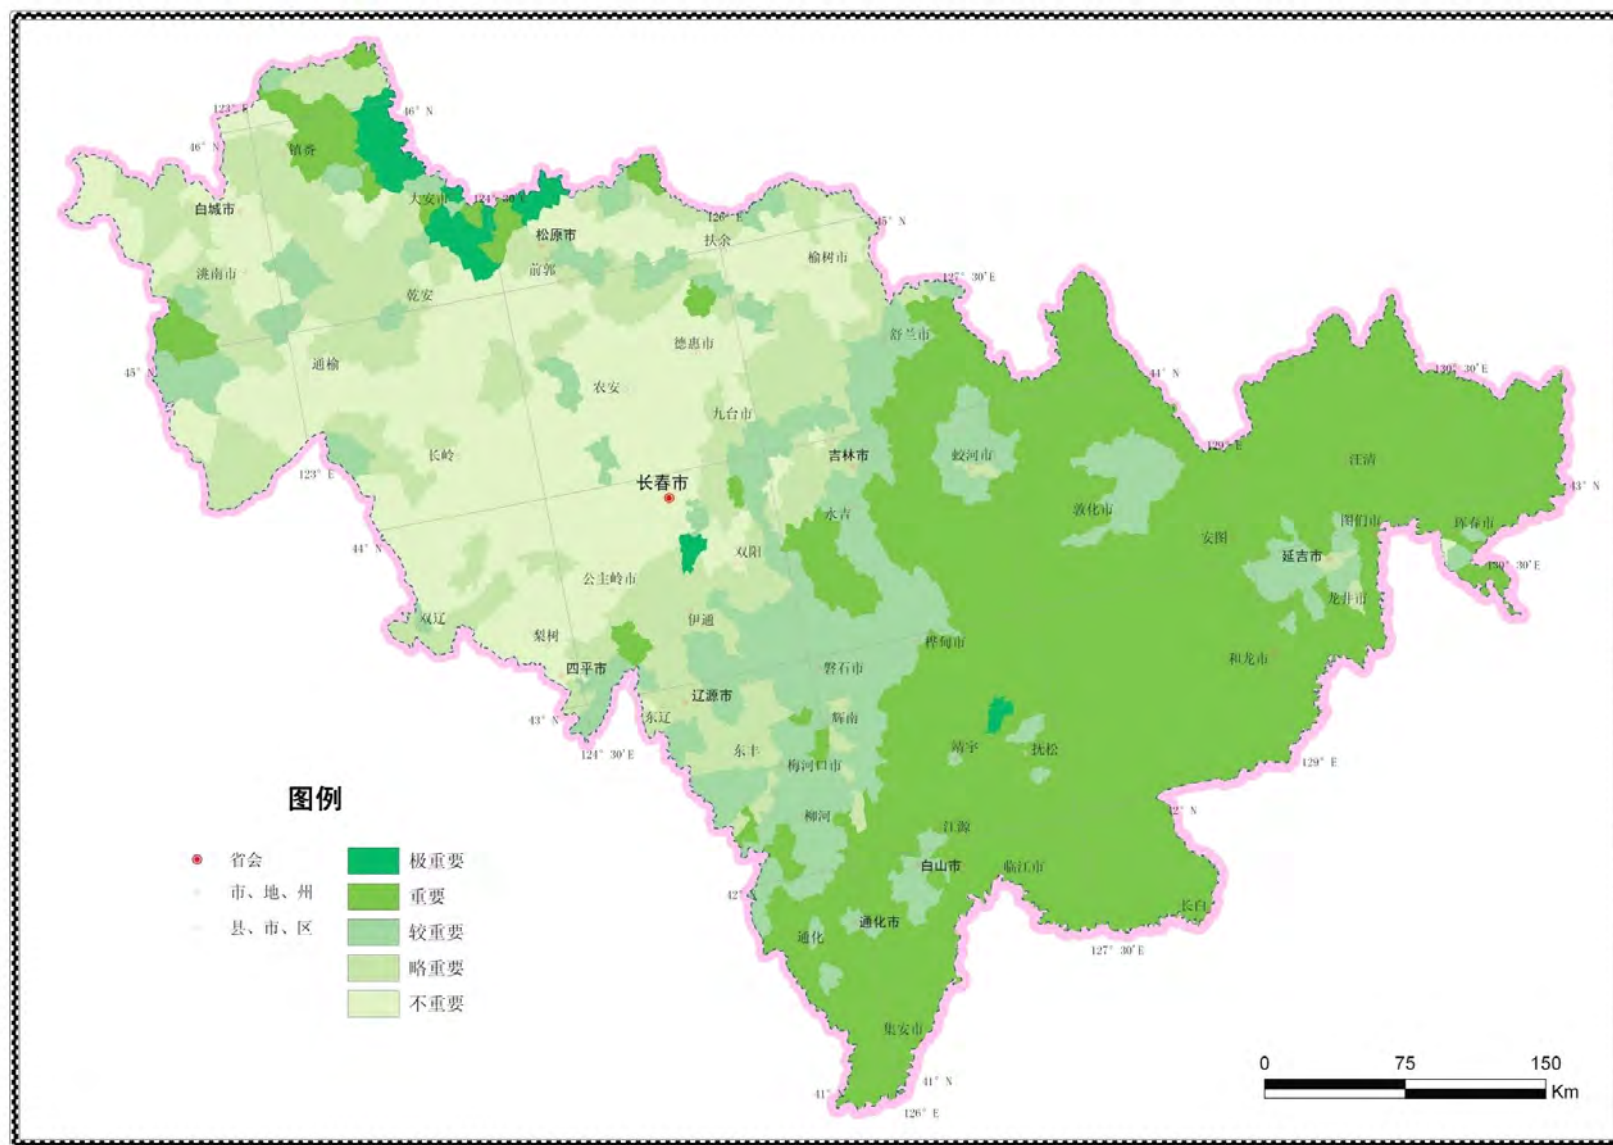 123° E
46° N
46° N
镇赉
大安市
124° 30′E
白城市
松原市
126° E
45° N
扶余
榆树市
洮南市
前郭
乾安
127° 30′E
舒兰市
德惠市
45° N
通榆
农安
44° N
130° 30′E
九台市
129° E
长岭
吉林市
蛟河市
汪清
123° E
长春市
43° N
永吉
敦化市
图们市
珲春市
安图
44° N
双阳
延吉市
130° 30′E
公主岭市
龙井市
双辽
伊通
梨树
桦甸市
和龙市
四平市
磐石市
辽源市
43° N
东辽
辉南
124° 30′E
东丰
靖宇
抚松
梅河口市
129° E
图例
42° N
柳河
江源
省会
极重要
白山市
临江市
市、地、州
重要
42° N
长白
通化市
县、市、区
较重要
通化
127° 30′E
略重要
不重要
集安市
0
75
150
Km
41° N
41°
126° E